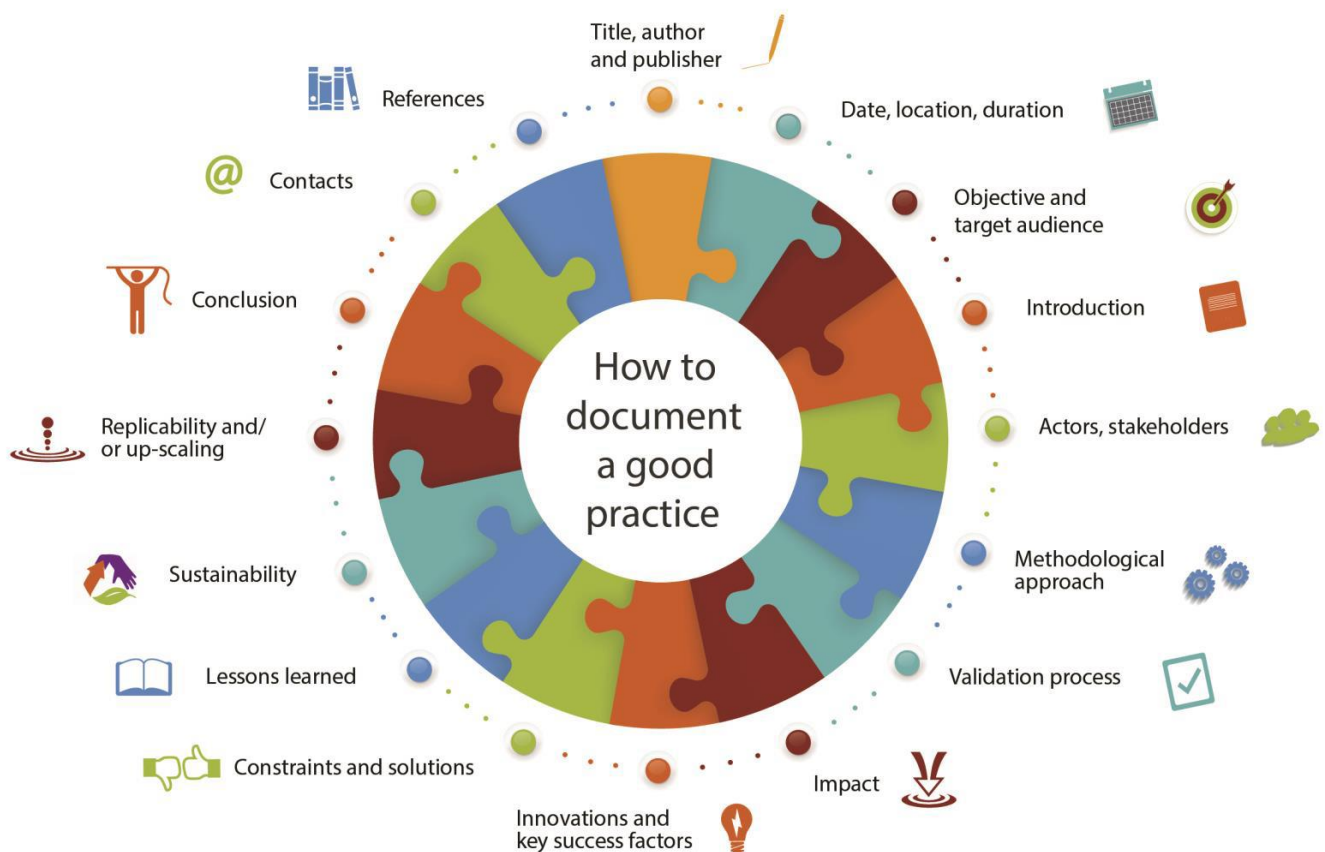 Title, author
and publisher
Date, location, duration
Objective and
target audience
Introduction
Actors, stakeholders
Methodological
approach
Validation process
Impact
Innovations and
key success factors
Constraints and solutions
Lessons learned
Sustainability
Replicability and/
or up-scaling
Conclusion
@
Contacts
References
How to
document
a good
practice